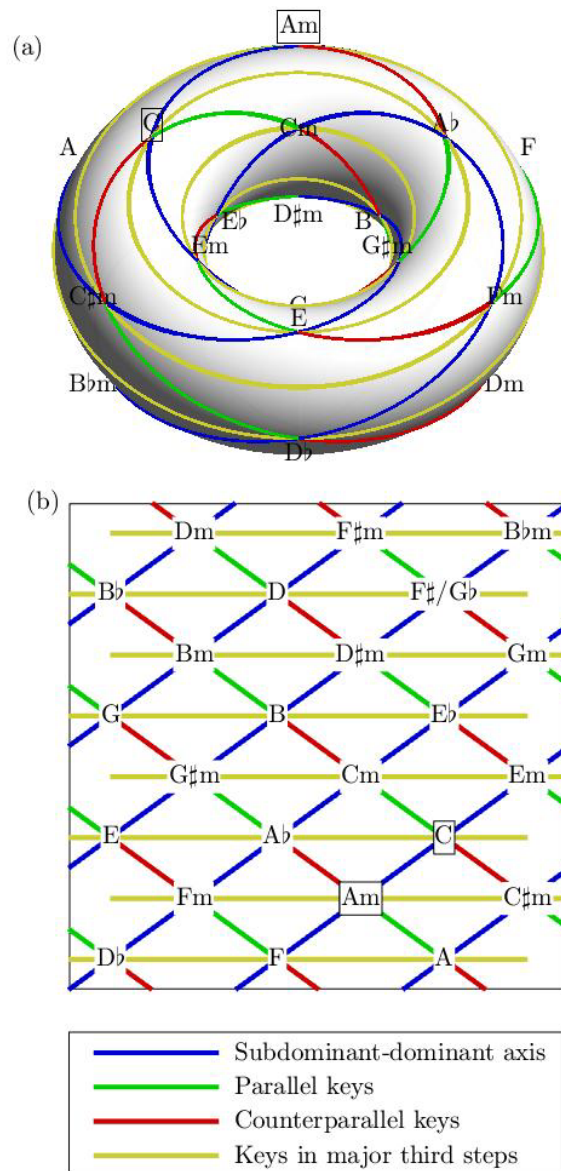 Am
(a)
C
Cm
A♭
A
F
E♭
B
D♯m
Em
G♯m
C♯m
Fm
E
B♭m
Dm
D♭
(b)
Dm F♯m B♭m
B♭ D F♯/G♭
Bm D♯m Gm
G B E♭
G♯m Cm Em
E A♭ C
Fm Am C♯m
D♭ F A
Subdominant-dominant axis
Parallel keys
Counterparallel keys
Keys in major third steps